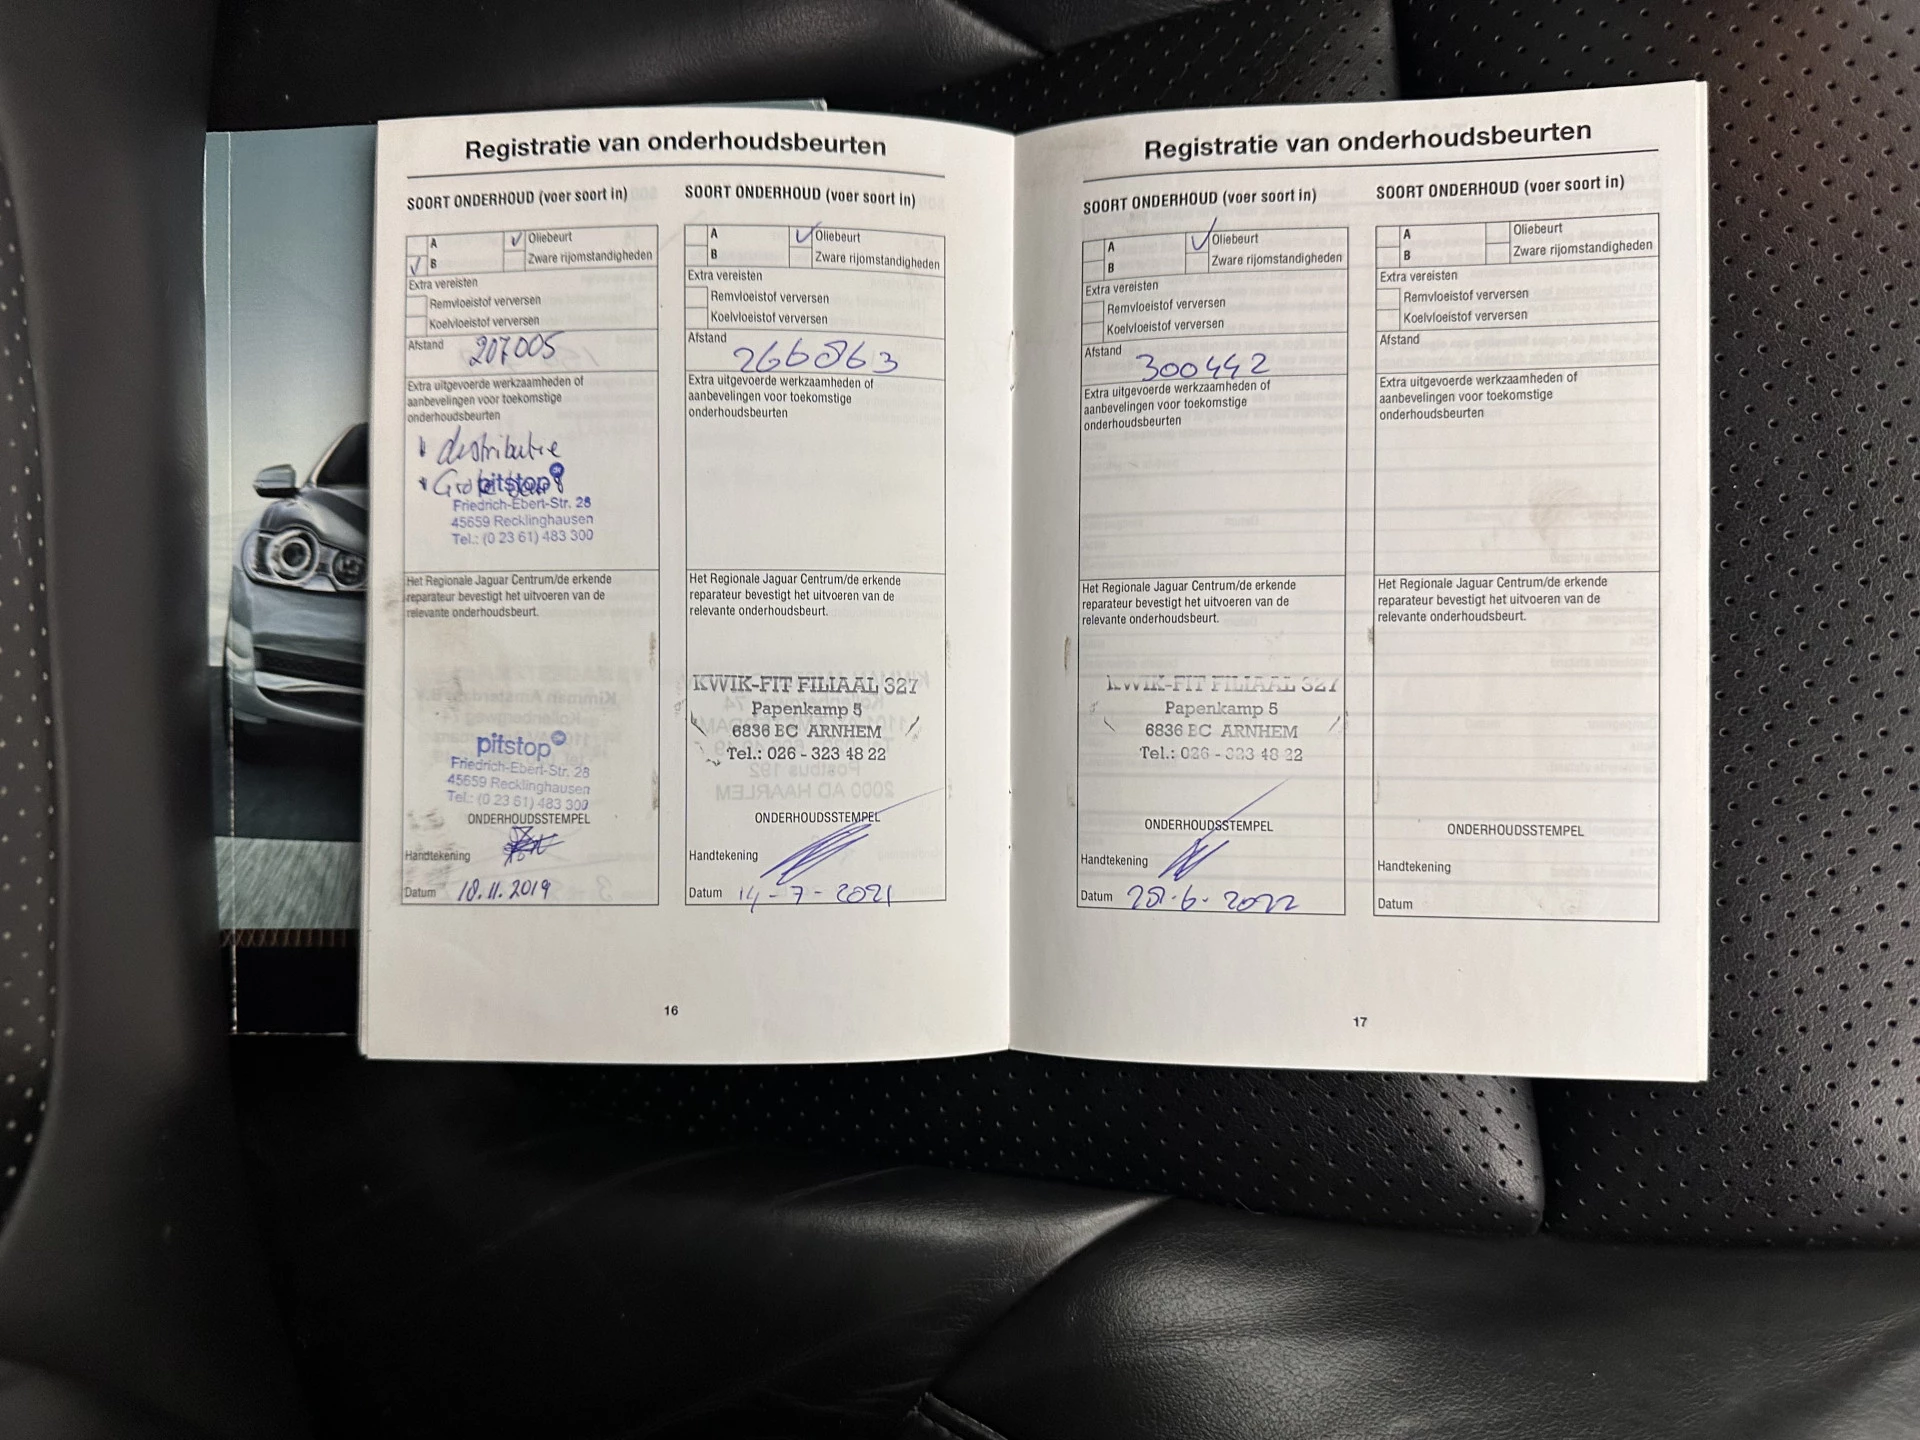 Registratie van onderhoudsbeurten
SOORT ONDERHOUD (voer soort in)
A
Oliebeurt
B
Zware rijomstandigheden
Extra vereisten
Remvloeistof verversen
Koelvloeistof verversen
Afstand 207005
Extra uitgevoerde werkzaamheden of
aanbevelingen voor toekomstige
onderhoudsbeurten
distributie
pitstop
Friedrich-Ebert-Str. 28
45659 Recklinghausen
Tel.: (0 23 61) 483 300
Het Regionale Jaguar Centrum/de erkende
reparateur bevestigt het uitvoeren van de
relevante onderhoudsbeurt.
pitstop
Friedrich-Ebert-Str. 28
45659 Recklinghausen
Tel.: (0 23 61) 483 300
ONDERHOUDSSTEMPEL
Handtekening
Datum 18.11.2019
SOORT ONDERHOUD (voer soort in)
A
Oliebeurt
B
Zware rijomstandigheden
Extra vereisten
Remvloeistof verversen
Koelvloeistof verversen
Afstand 266863
Extra uitgevoerde werkzaamheden of
aanbevelingen voor toekomstige
onderhoudsbeurten
Het Regionale Jaguar Centrum/de erkende
reparateur bevestigt het uitvoeren van de
relevante onderhoudsbeurt.
KWIK-FIT FILIAAL 327
Papenkamp 5
6836 EC ARNHEM
Tel.: 026 - 323 48 22
ONDERHOUDSSTEMPEL
Handtekening
Datum 14-7-2021
16
Registratie van onderhoudsbeurten
SOORT ONDERHOUD (voer soort in)
A
Oliebeurt
B
Zware rijomstandigheden
Extra vereisten
Remvloeistof verversen
Koelvloeistof verversen
Afstand 300442
Extra uitgevoerde werkzaamheden of
aanbevelingen voor toekomstige
onderhoudsbeurten
Het Regionale Jaguar Centrum/de erkende
reparateur bevestigt het uitvoeren van de
relevante onderhoudsbeurt.
KWIK-FIT FILIAAL 327
Papenkamp 5
6836 EC ARNHEM
Tel.: 026 - 323 48 22
ONDERHOUDSSTEMPEL
Handtekening
Datum
SOORT ONDERHOUD (voer soort in)
A
Oliebeurt
B
Zware rijomstandigheden
Extra vereisten
Remvloeistof verversen
Koelvloeistof verversen
Afstand
Extra uitgevoerde werkzaamheden of
aanbevelingen voor toekomstige
onderhoudsbeurten
Het Regionale Jaguar Centrum/de erkende
reparateur bevestigt het uitvoeren van de
relevante onderhoudsbeurt.
ONDERHOUDSSTEMPEL
Handtekening
Datum
17